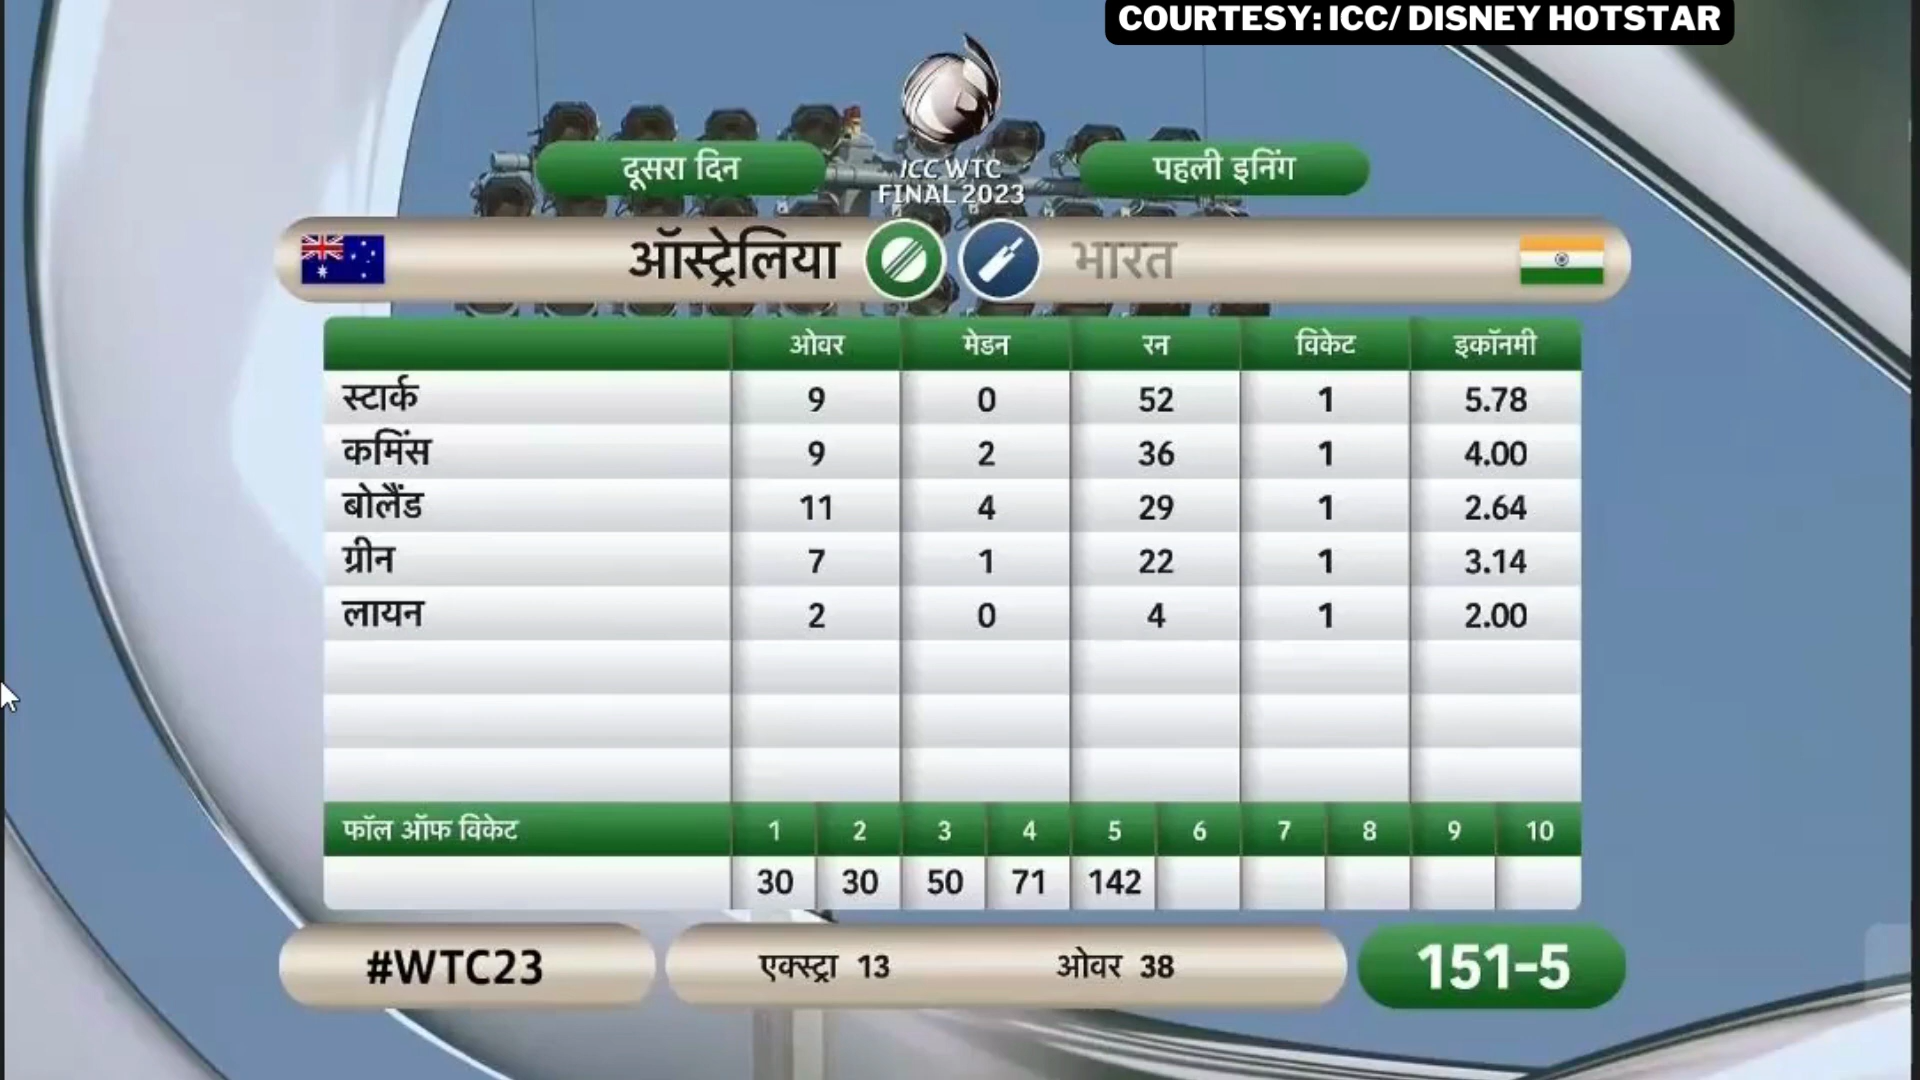 COURTESY: ICC/ DISNEY HOTSTAR
ICC WTC
FINAL 2023
दूसरा दिन
पहली इनिंग
ऑस्ट्रेलिया भारत
ओवर मेडन रन विकेट इकॉनमी
स्टार्क 9 0 52 1 5.78
कमिंस 9 2 36 1 4.00
बोलैंड 11 4 29 1 2.64
ग्रीन 7 1 22 1 3.14
लायन 2 0 4 1 2.00
फॉल ऑफ विकेट 1 2 3 4 5 6 7 8 9 10
30 30 50 71 142
#WTC23 एक्स्ट्रा 13 ओवर 38 151-5